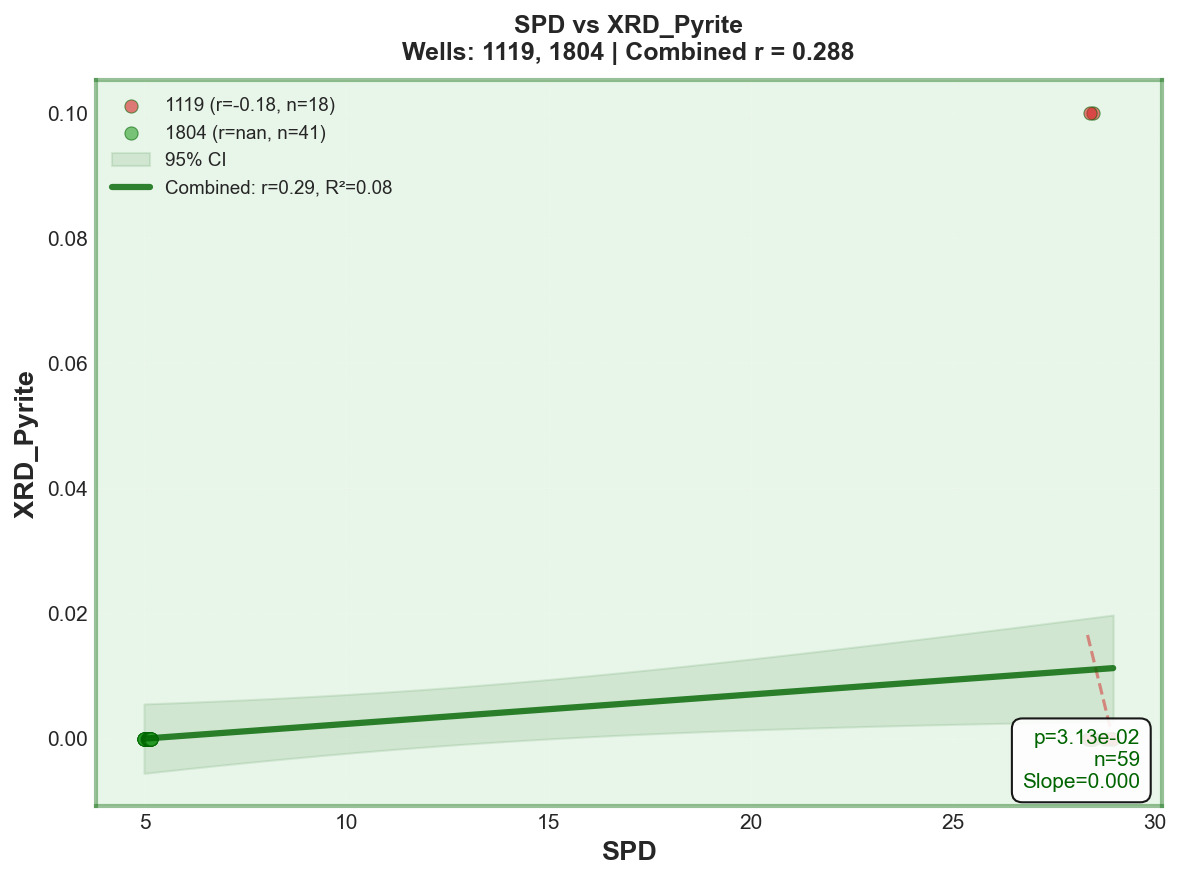 SPD vs XRD_Pyrite
Wells: 1119, 1804 | Combined r = 0.288
1119 (r=-0.18, n=18)
1804 (r=nan, n=41)
95% CI
Combined: r=0.29, R²=0.08
XRD_Pyrite
0.10
0.08
0.06
0.04
0.02
0.00
p=3.13e-02
n=59
Slope=0.000
5
10
15
20
25
30
SPD